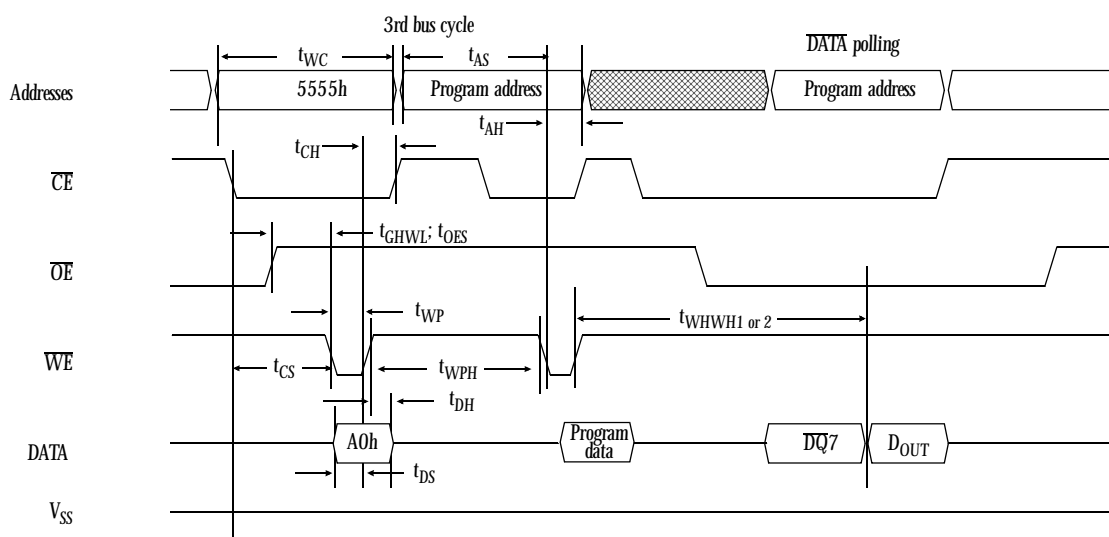 3rd bus cycle
DATA polling
tWC
tAS
Addresses
5555h
Program address
Program address
tAH
tCH
CE
tGHWL; tOES
OE
tWP
tWHWH1 or 2
WE
tCS
tWPH
tDH
DATA
A0h
Program
data
DQ7
DOUT
tDS
VSS